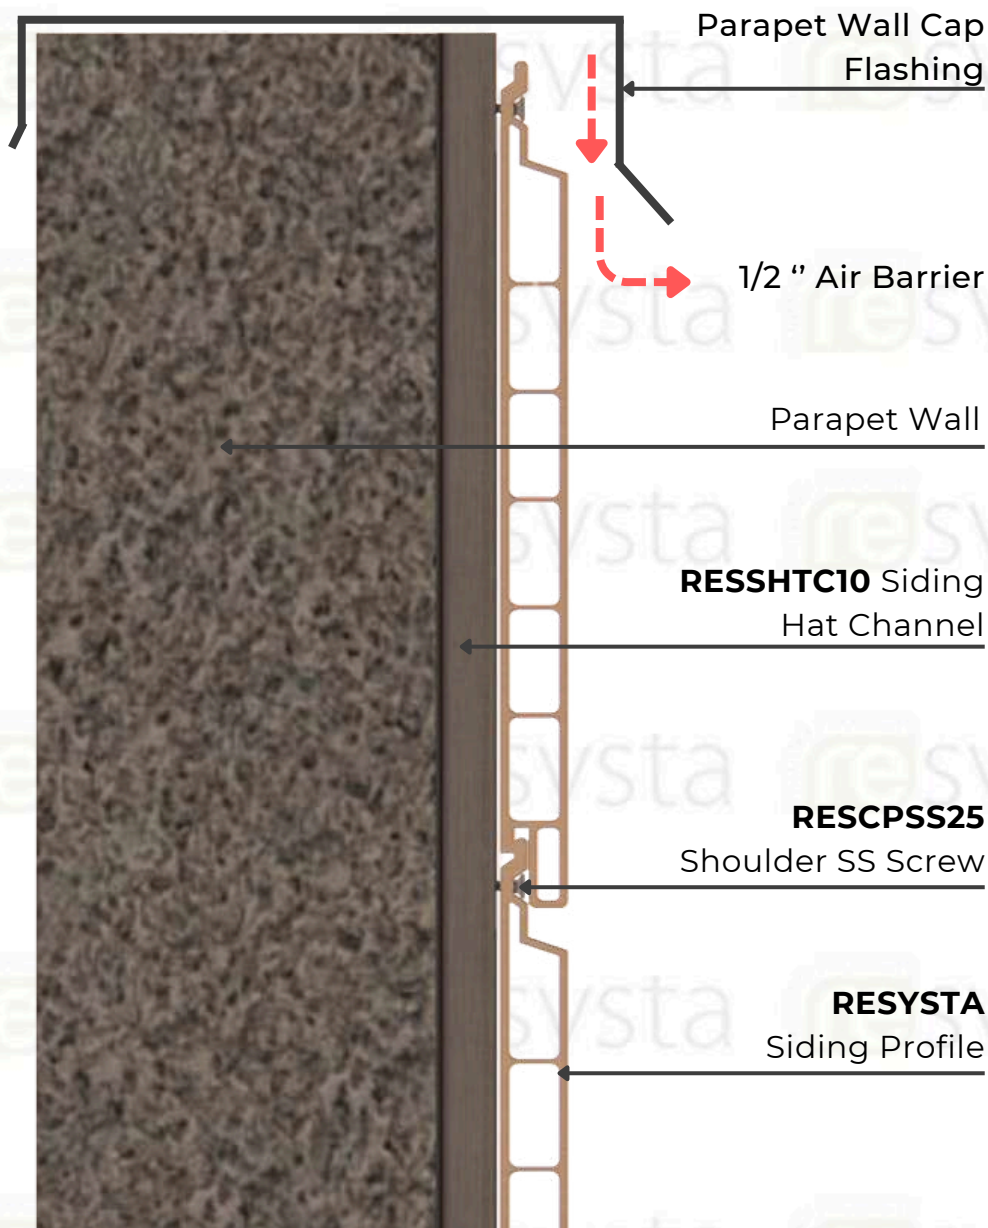 Parapet Wall Cap
Flashing
1/2 “ Air Barrier
Parapet Wall
RESSHTC10 Siding
Hat Channel
RESCPSS25
Shoulder SS Screw
RESYSTA
Siding Profile
resysta